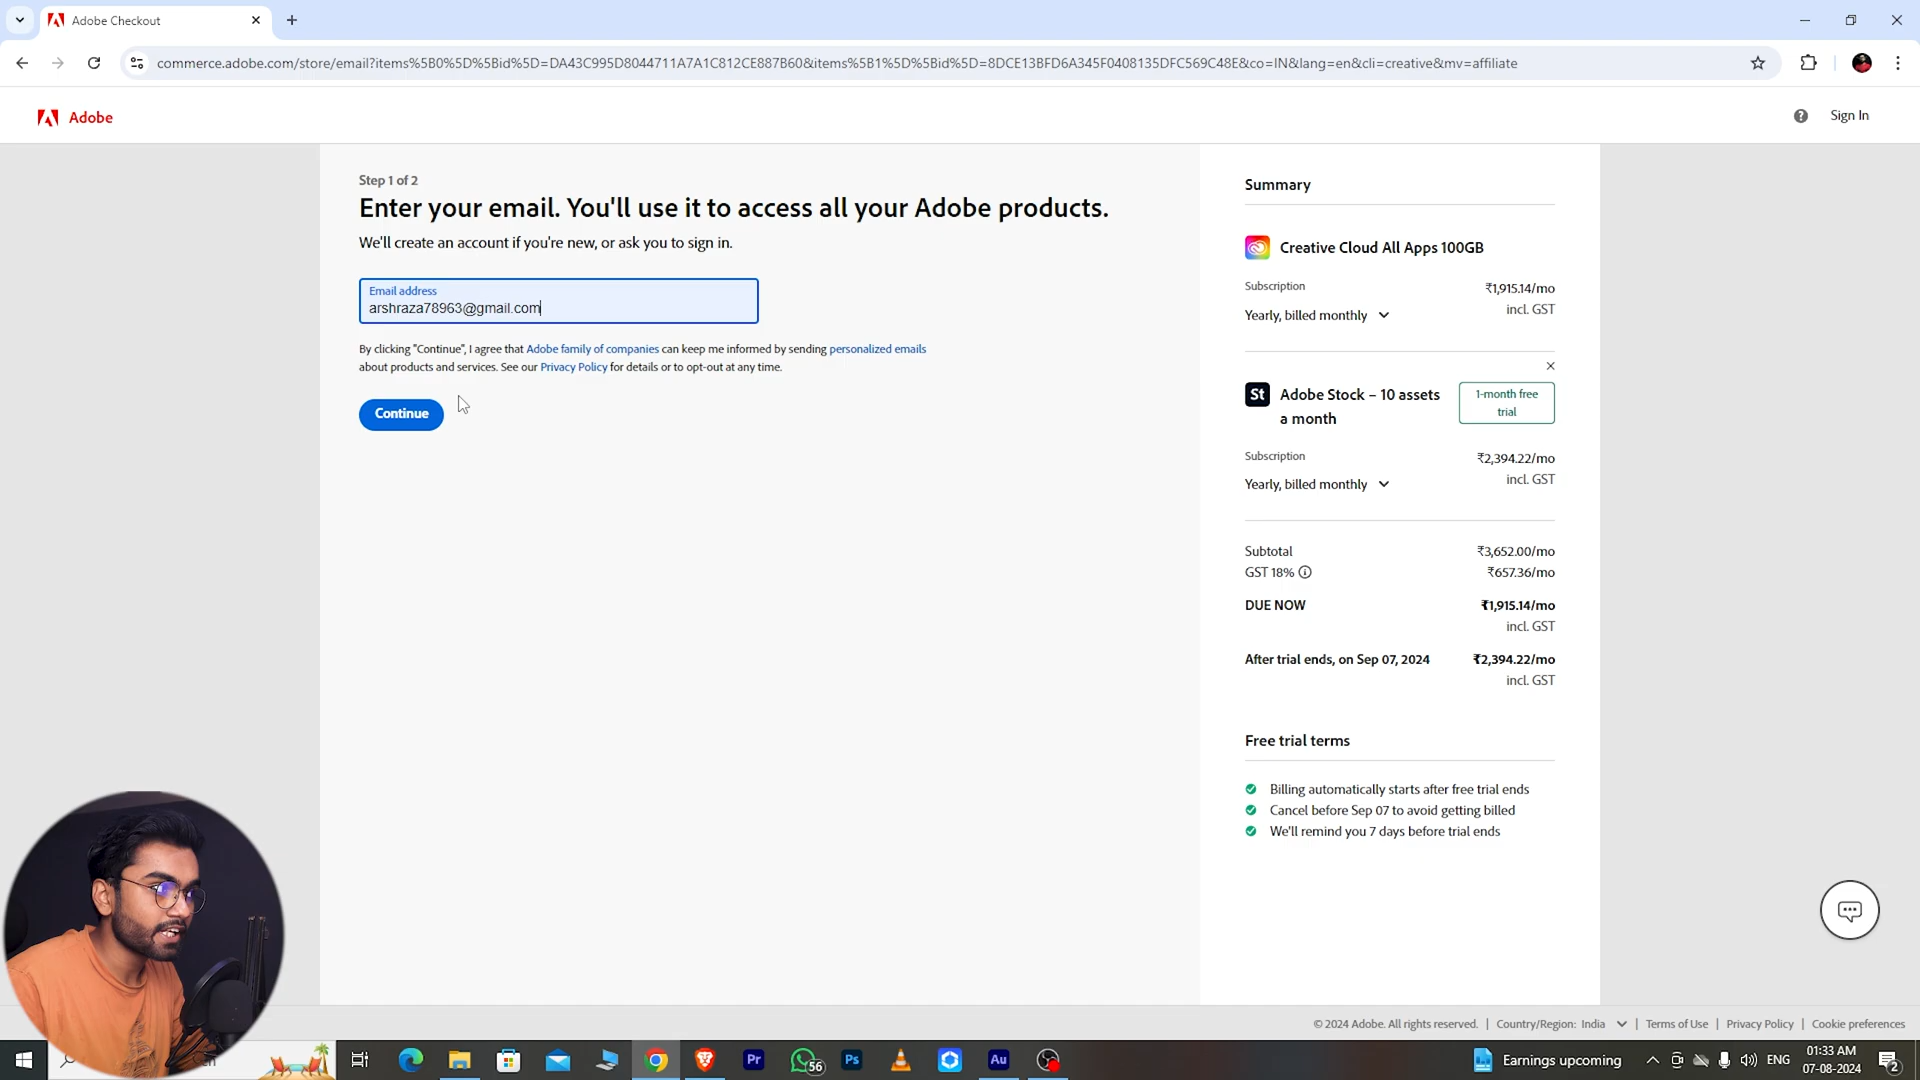 Adobe Checkout
commerce.adobe.com/store/email?items%5B0%5D%5Bid%5D=DA43C995D8044711A7A1C812CE887B60&items%5B1%5D%5Bid%5D=8DCE13BFD6A345F0408135DFC569C48E&co=IN&lang=en&cli=creative&mv=affiliate
Adobe
Sign In
Step 1 of 2
Enter your email. You'll use it to access all your Adobe products.
We'll create an account if you're new, or ask you to sign in.
Email address
arshraza78963@gmail.com
By clicking "Continue", I agree that Adobe family of companies can keep me informed by sending personalized emails
about products and services. See our Privacy Policy for details or to opt-out at any time.
Continue
Summary
Creative Cloud All Apps 100GB
Subscription
₹1,915.14/mo
Yearly, billed monthly
incl. GST
St
Adobe Stock – 10 assets
a month
1-month free
trial
Subscription
₹2,394.22/mo
Yearly, billed monthly
incl. GST
Subtotal ₹3,652.00/mo
GST 18% ₹657.36/mo
DUE NOW ₹1,915.14/mo
incl. GST
After trial ends, on Sep 07, 2024 ₹2,394.22/mo
incl. GST
Free trial terms
Billing automatically starts after free trial ends
Cancel before Sep 07 to avoid getting billed
We'll remind you 7 days before trial ends
© 2024 Adobe. All rights reserved. | Country/Region: India | Terms of Use | Privacy Policy | Cookie preferences
Pr
56
Ps
Au
Earnings upcoming
ENG
01:33 AM
07-08-2024
2